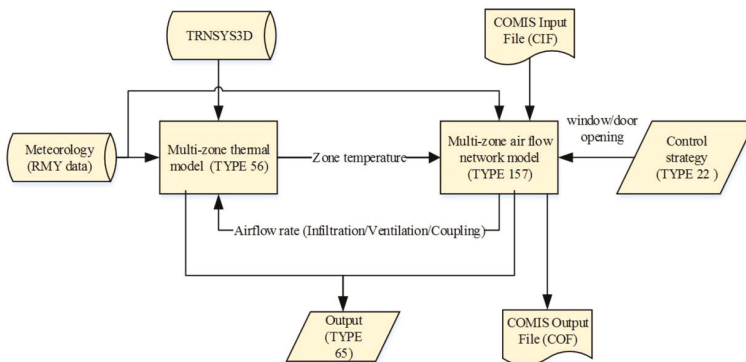 TRNSYS3D
COMIS Input
File (CIF)
window/door
opening
Meteorology
(RMY data)
Multi-zone thermal
model (TYPE 56)
Zone temperature
Multi-zone air flow
network model
(TYPE 157)
Control
strategy
(TYPE 22 )
Airflow rate (Infiltration/Ventilation/Coupling)
Output
(TYPE
65)
COMIS Output
File (COF)